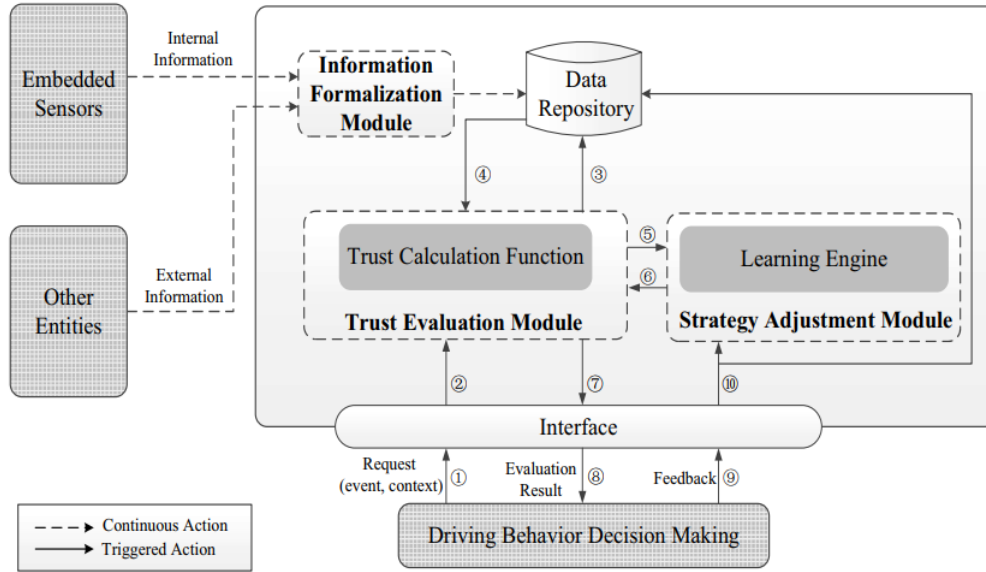 Embedded
Sensors
Internal
Information
Information
Formalization
Module
Data
Repository
④
③
Other
Entities
External
Information
Trust Calculation Function
Trust Evaluation Module
⑤
⑥
Learning Engine
Strategy Adjustment Module
②
⑦
⑩
Interface
Request
(event, context)
①
Evaluation
Result
⑧
Feedback
⑨
Driving Behavior Decision Making
Continuous Action
Triggered Action